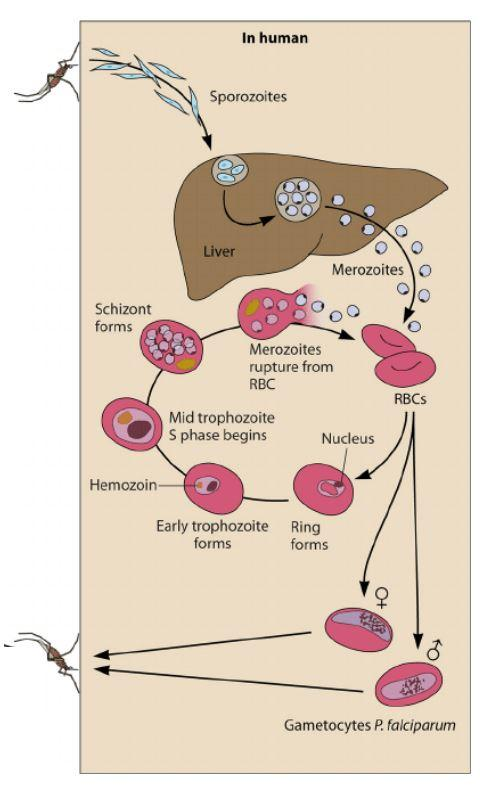 In human
Sporozoites
Liver
Merozoites
Schizont
forms
Merozoites
rupture from
RBC
RBCs
Mid trophozoite
S phase begins
Nucleus
Hemozoin
Early trophozoite
forms
Ring
forms
♀
♂
Gametocytes P. falciparum